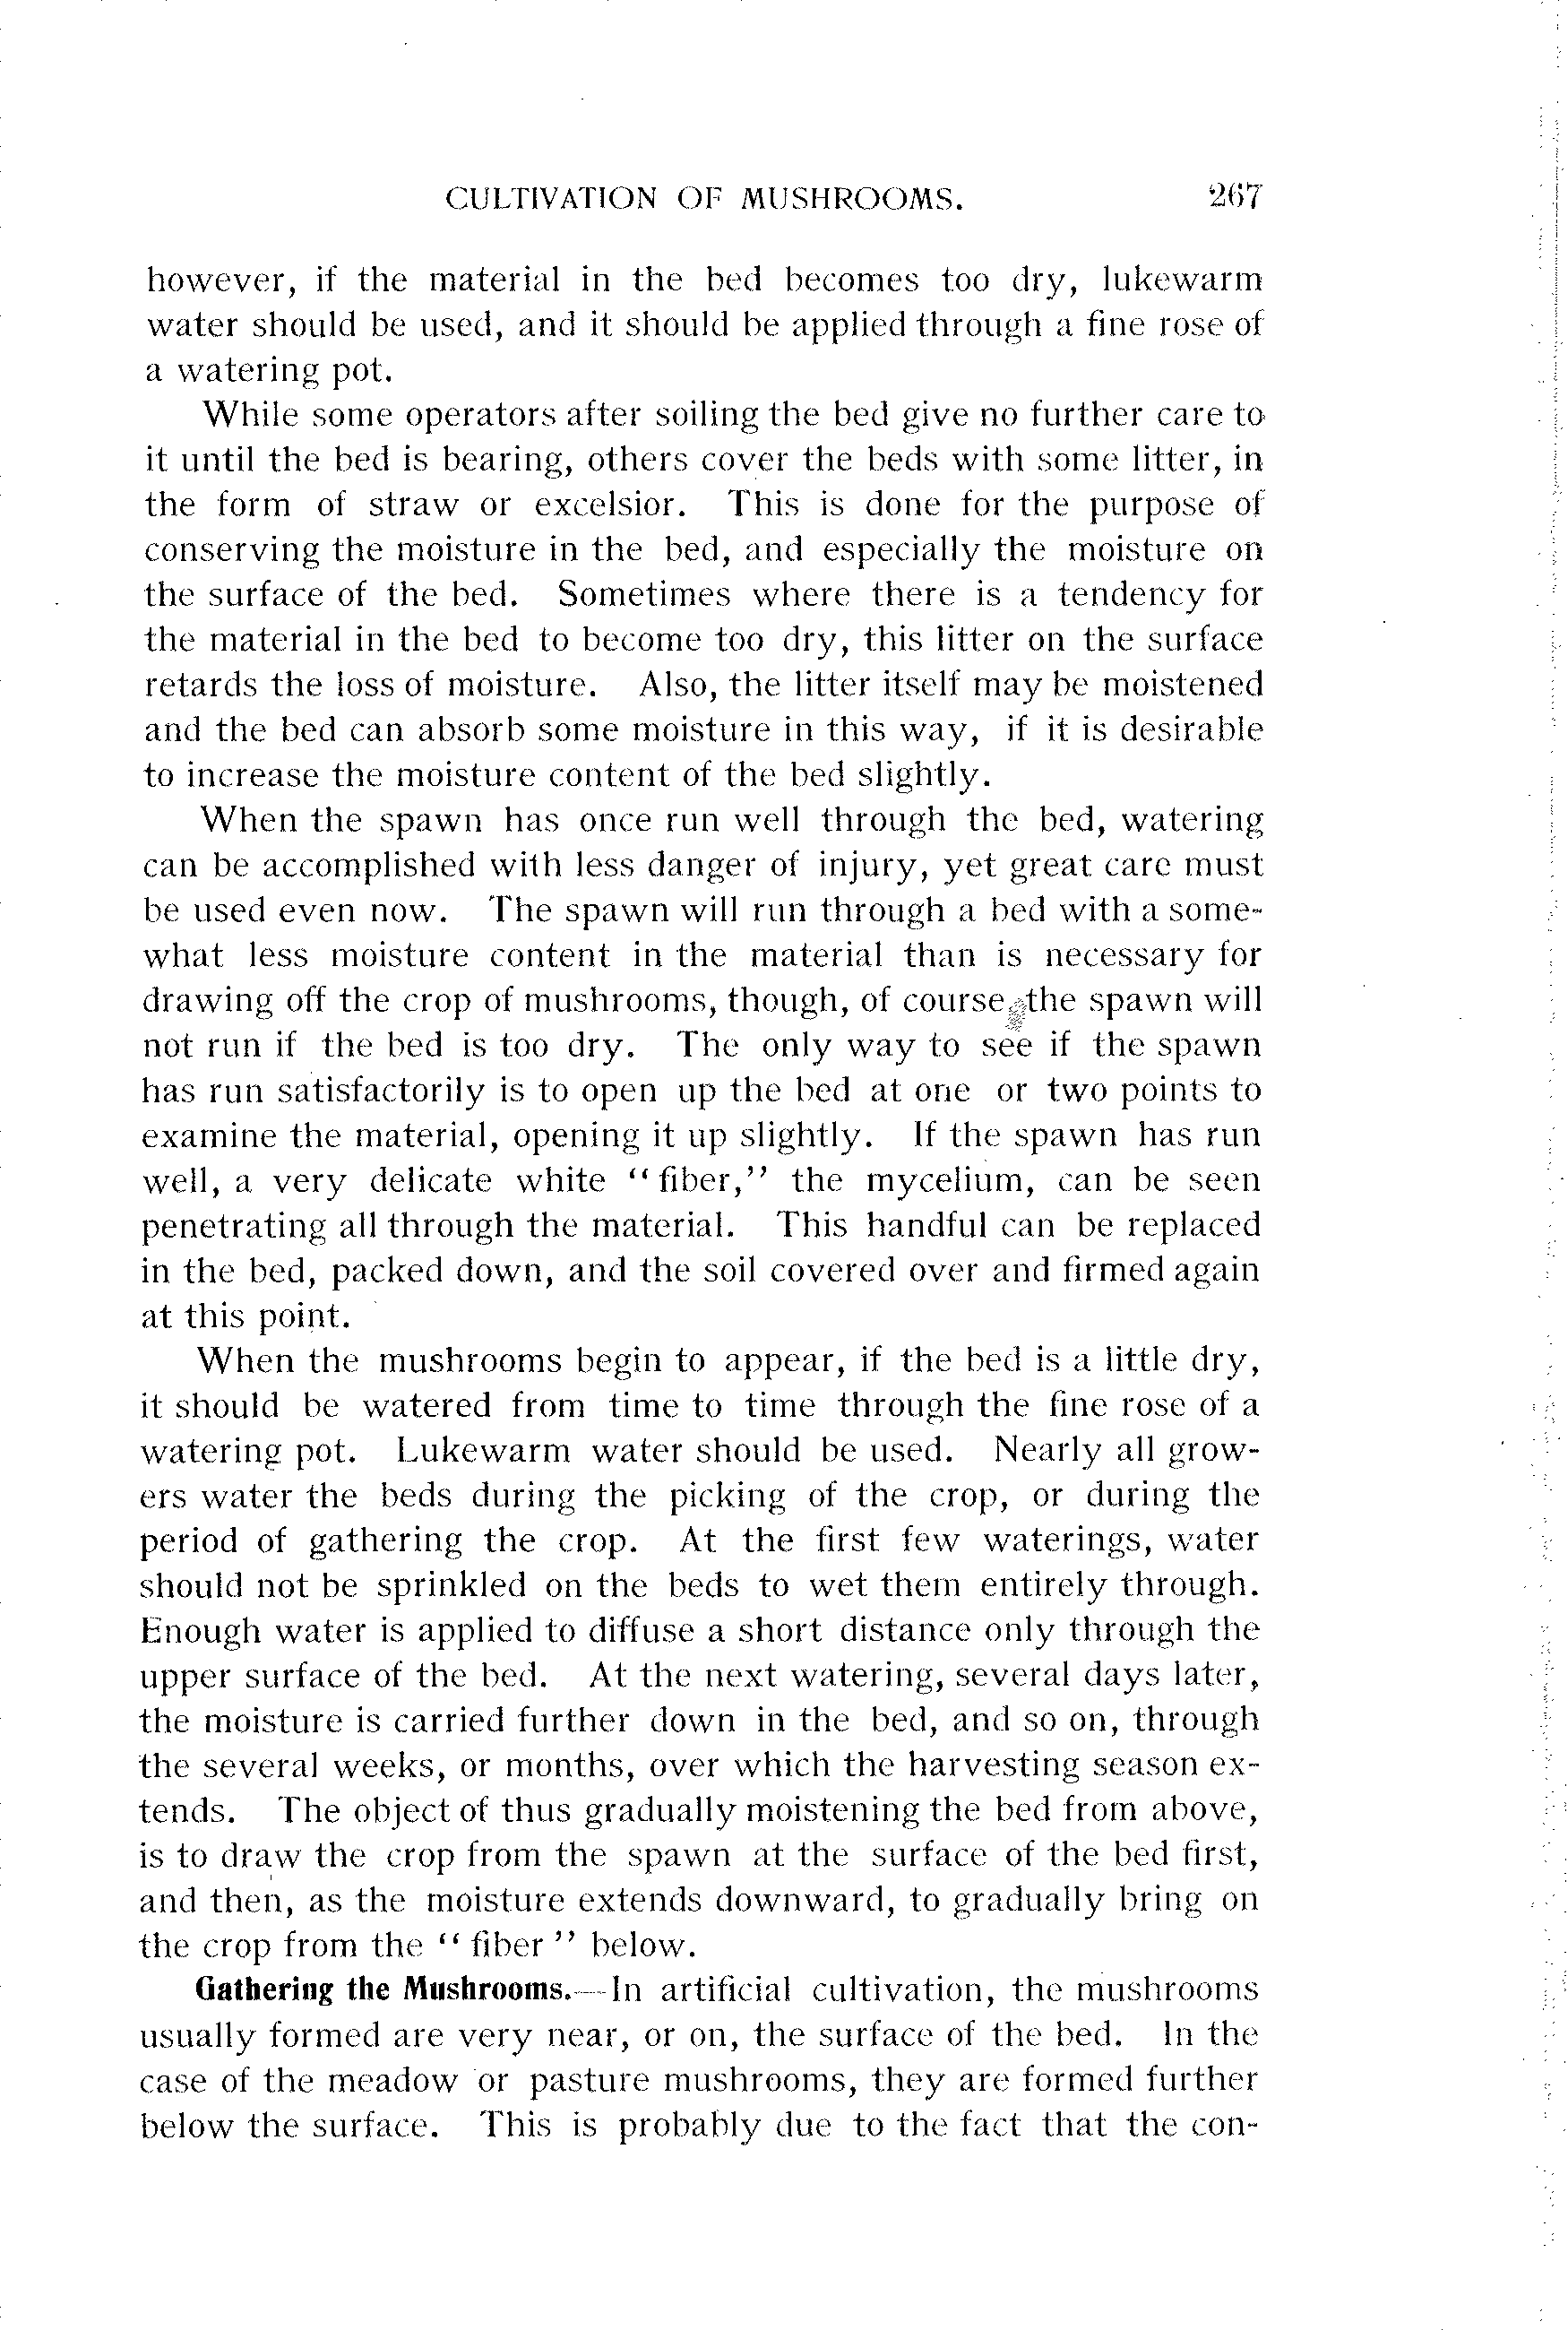 CULTIVATION OF MUSHROOMS. 267
however, if the material in the bed becomes too dry, lukewarm
water should be used, and it should be applied through a fine rose of
a watering pot.
While some operators after soiling the bed give no further care to
it until the bed is bearing, others cover the beds with some litter, in
the form of straw or excelsior. This is done for the purpose of
conserving the moisture in the bed, and especially the moisture on
the surface of the bed. Sometimes where there is a tendency for
the material in the bed to become too dry, this litter on the surface
retards the loss of moisture. Also, the litter itself may be moistened
and the bed can absorb some moisture in this way, if it is desirable
to increase the moisture content of the bed slightly.
When the spawn has once run well through the bed, watering
can be accomplished with less danger of injury, yet great care must
be used even now. The spawn will run through a bed with a some-
what less moisture content in the material than is necessary for
drawing off the crop of mushrooms, though, of course, the spawn will
not run if the bed is too dry. The only way to see if the spawn
has run satisfactorily is to open up the bed at one or two points to
examine the material, opening it up slightly. If the spawn has run
well, a very delicate white "fiber," the mycelium, can be seen
penetrating all through the material. This handful can be replaced
in the bed, packed down, and the soil covered over and firmed again
at this point.
When the mushrooms begin to appear, if the bed is a little dry,
it should be watered from time to time through the fine rose of a
watering pot. Lukewarm water should be used. Nearly all grow-
ers water the beds during the picking of the crop, or during the
period of gathering the crop. At the first few waterings, water
should not be sprinkled on the beds to wet them entirely through.
Enough water is applied to diffuse a short distance only through the
upper surface of the bed. At the next watering, several days later,
the moisture is carried further down in the bed, and so on, through
the several weeks, or months, over which the harvesting season ex-
tends. The object of thus gradually moistening the bed from above,
is to draw the crop from the spawn at the surface of the bed first,
and then, as the moisture extends downward, to gradually bring on
the crop from the "fiber" below.
Gathering the Mushrooms.—In artificial cultivation, the mushrooms
usually formed are very near, or on, the surface of the bed. In the
case of the meadow or pasture mushrooms, they are formed further
below the surface. This is probably due to the fact that the con-